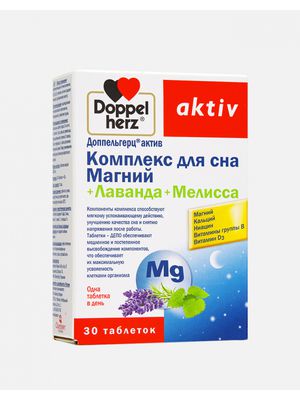 Doppel
herz®
aktiv
Доппельгерц® актив
Комплекс для сна
Магний
+Лаванда+Мелисса
Компоненты комплекса способствуют
мягкому успокаивающему действию,
улучшению качества сна и снятию
напряжения после работы.
Таблетки – ДЕПО обеспечивают
медленное и постепенное
высвобождение компонентов,
что обеспечивает
их максимальную
усвояемость
клетками организма
Магний
Кальций
Ниацин
Витамины группы B
Витамин D3
Mg
Одна
таблетка
в день
30 таблеток